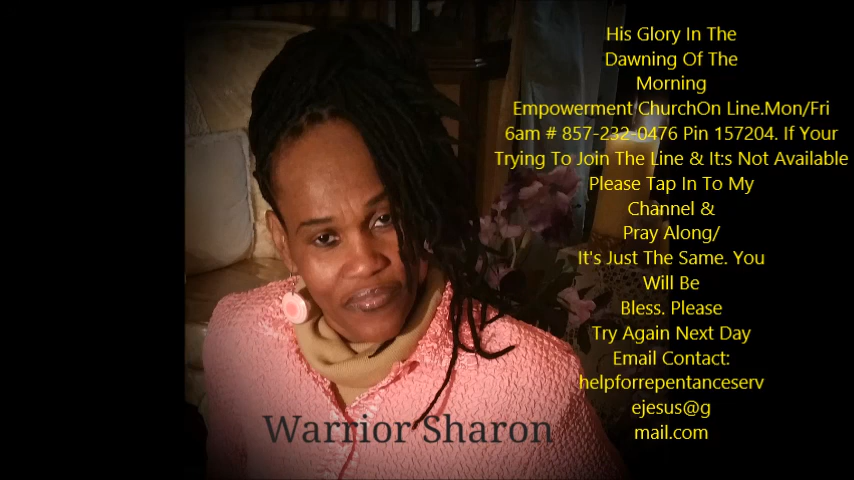 His Glory In The
Dawning Of The
Morning
Empowerment ChurchOn Line.Mon/Fri
6am # 857-232-0476 Pin 157204. If Your
Trying To Join The Line & It:s Not Available
Please Tap In To My
Channel &
Pray Along/
It's Just The Same. You
Will Be
Bless. Please
Try Again Next Day
Email Contact:
helpforrepentanceserv
ejesus@g
mail.com
Warrior Sharon